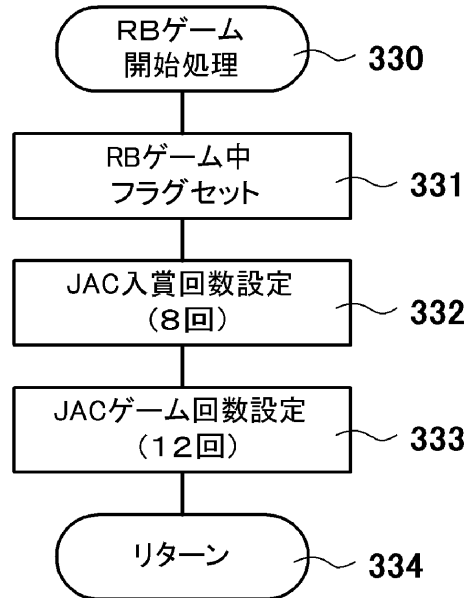 ＲＢゲーム
開始処理
330
RBゲーム中
フラグセット
331
JAC入賞回数設定
(８回)
332
JACゲーム回数設定
(１２回)
333
リターン
334